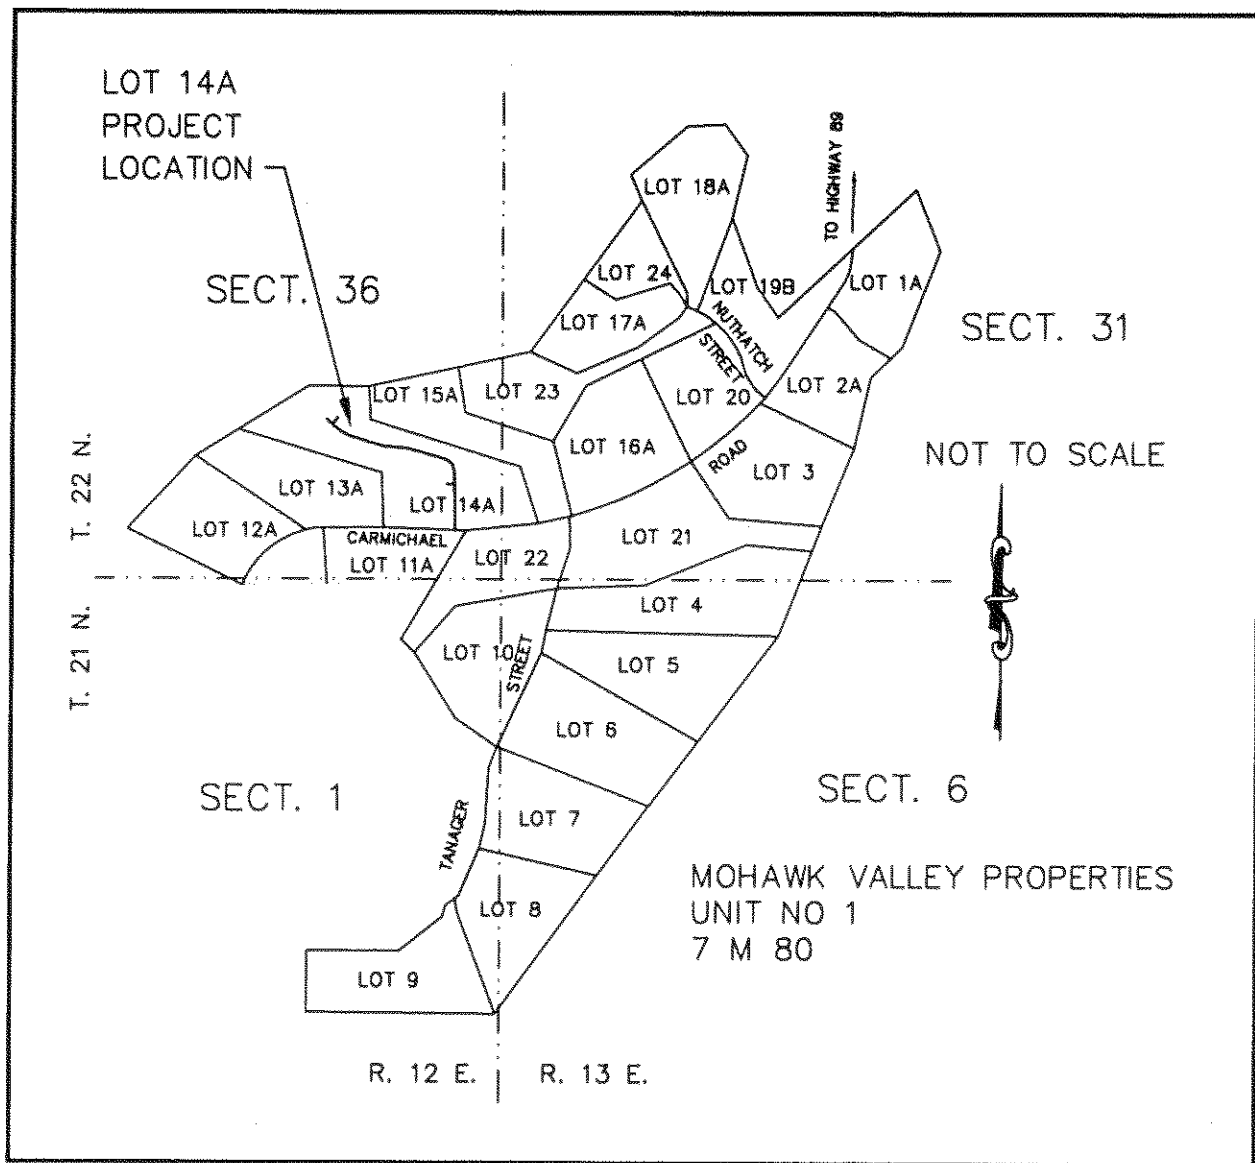 LOT 14A
PROJECT
LOCATION
TO HIGHWAY 89
LOT 18A
LOT 24
LOT 19B
LOT 1A
SECT. 36
LOT 17A
NUTHATCH
STREET
SECT. 31
LOT 15A
LOT 23
LOT 20
LOT 2A
LOT 16A
ROAD
LOT 3
NOT TO SCALE
T. 22 N.
LOT 13A
LOT 14A
LOT 12A
CARMICHAEL
LOT 11A
LOT 22
LOT 21
T. 21 N.
LOT 4
LOT 10
STREET
LOT 5
LOT 6
SECT. 1
SECT. 6
TANAGER
LOT 7
MOHAWK VALLEY PROPERTIES
UNIT NO 1
7 M 80
LOT 8
LOT 9
R. 12 E.
R. 13 E.